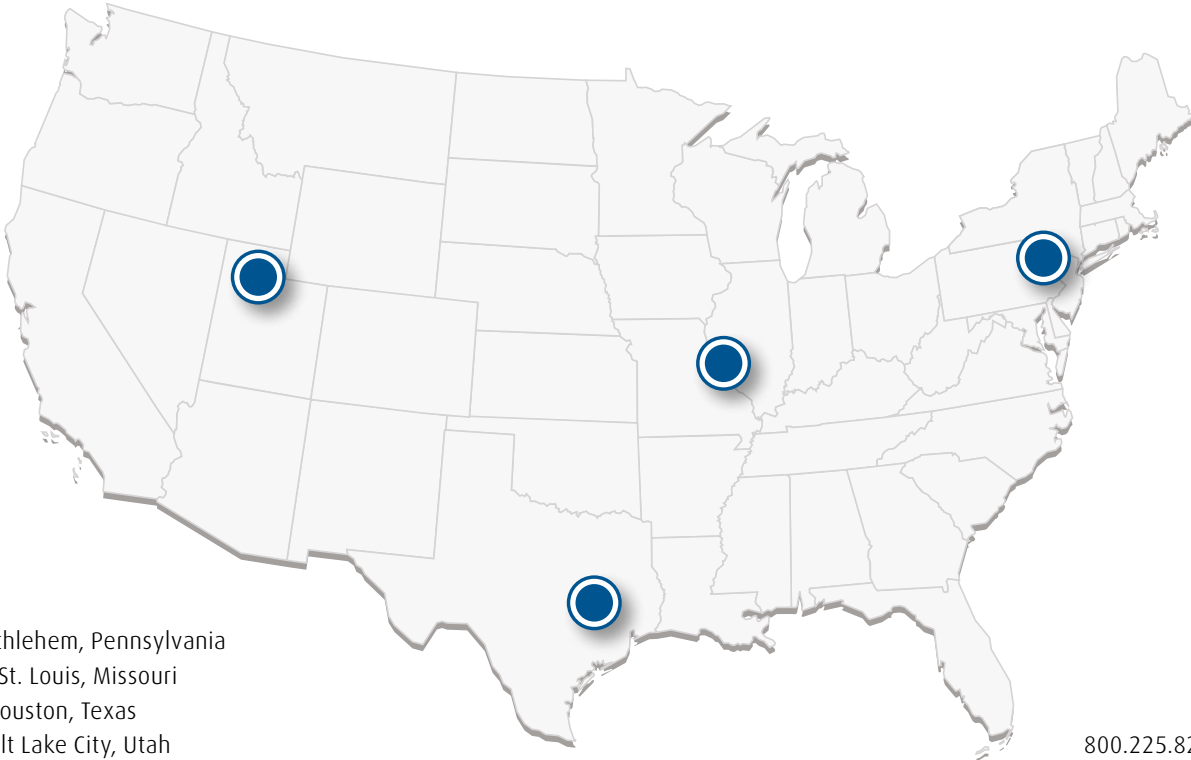 thlehem, Pennsylvania
St. Louis, Missouri
ouston, Texas
lt Lake City, Utah
800.225.82